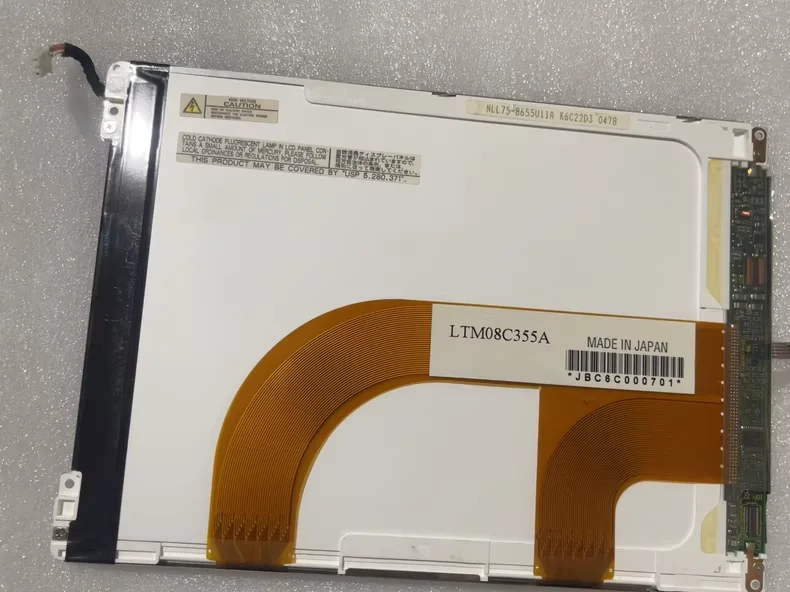 HIGH VOLTAGE
CAUTION
NLL75-8655U11A K6C22D3 0478
COLD CATHODE FLUORESCENT LAMP IN LCD PANEL CON
TAINS A SMALL AMOUNT OF MERCURY, PLEASE FOLLOW
LOCAL ORDINANCES OR REGULATIONS FOR DISPOSAL.
THIS PRODUCT MAY BE COVERED BY "USP 5,280,371".
LTM08C355A
MADE IN JAPAN
*JBC6C000701*